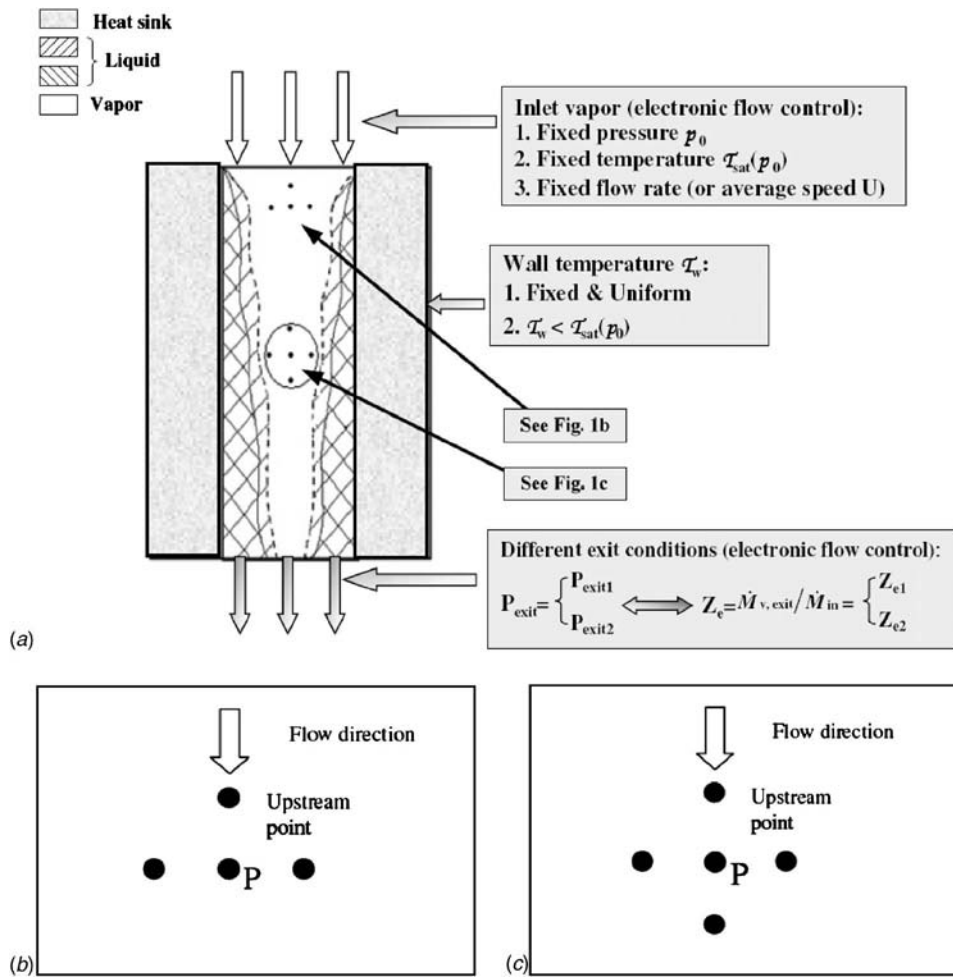 Heat sink
Liquid
Vapor
Inlet vapor (electronic flow control):
1. Fixed pressure p₀
2. Fixed temperature 𝒯sat(p₀)
3. Fixed flow rate (or average speed U)
Wall temperature 𝒯w:
1. Fixed & Uniform
2. 𝒯w < 𝒯sat(p₀)
See Fig. 1b
See Fig. 1c
Different exit conditions (electronic flow control):
Pexit= { Pexit1 Pexit2 ⟺ Ze=Ṁv, exit/Ṁin = { Ze1 Ze2
(a)
Flow direction
Upstream
point
P
(b)
Flow direction
Upstream
point
P
(c)